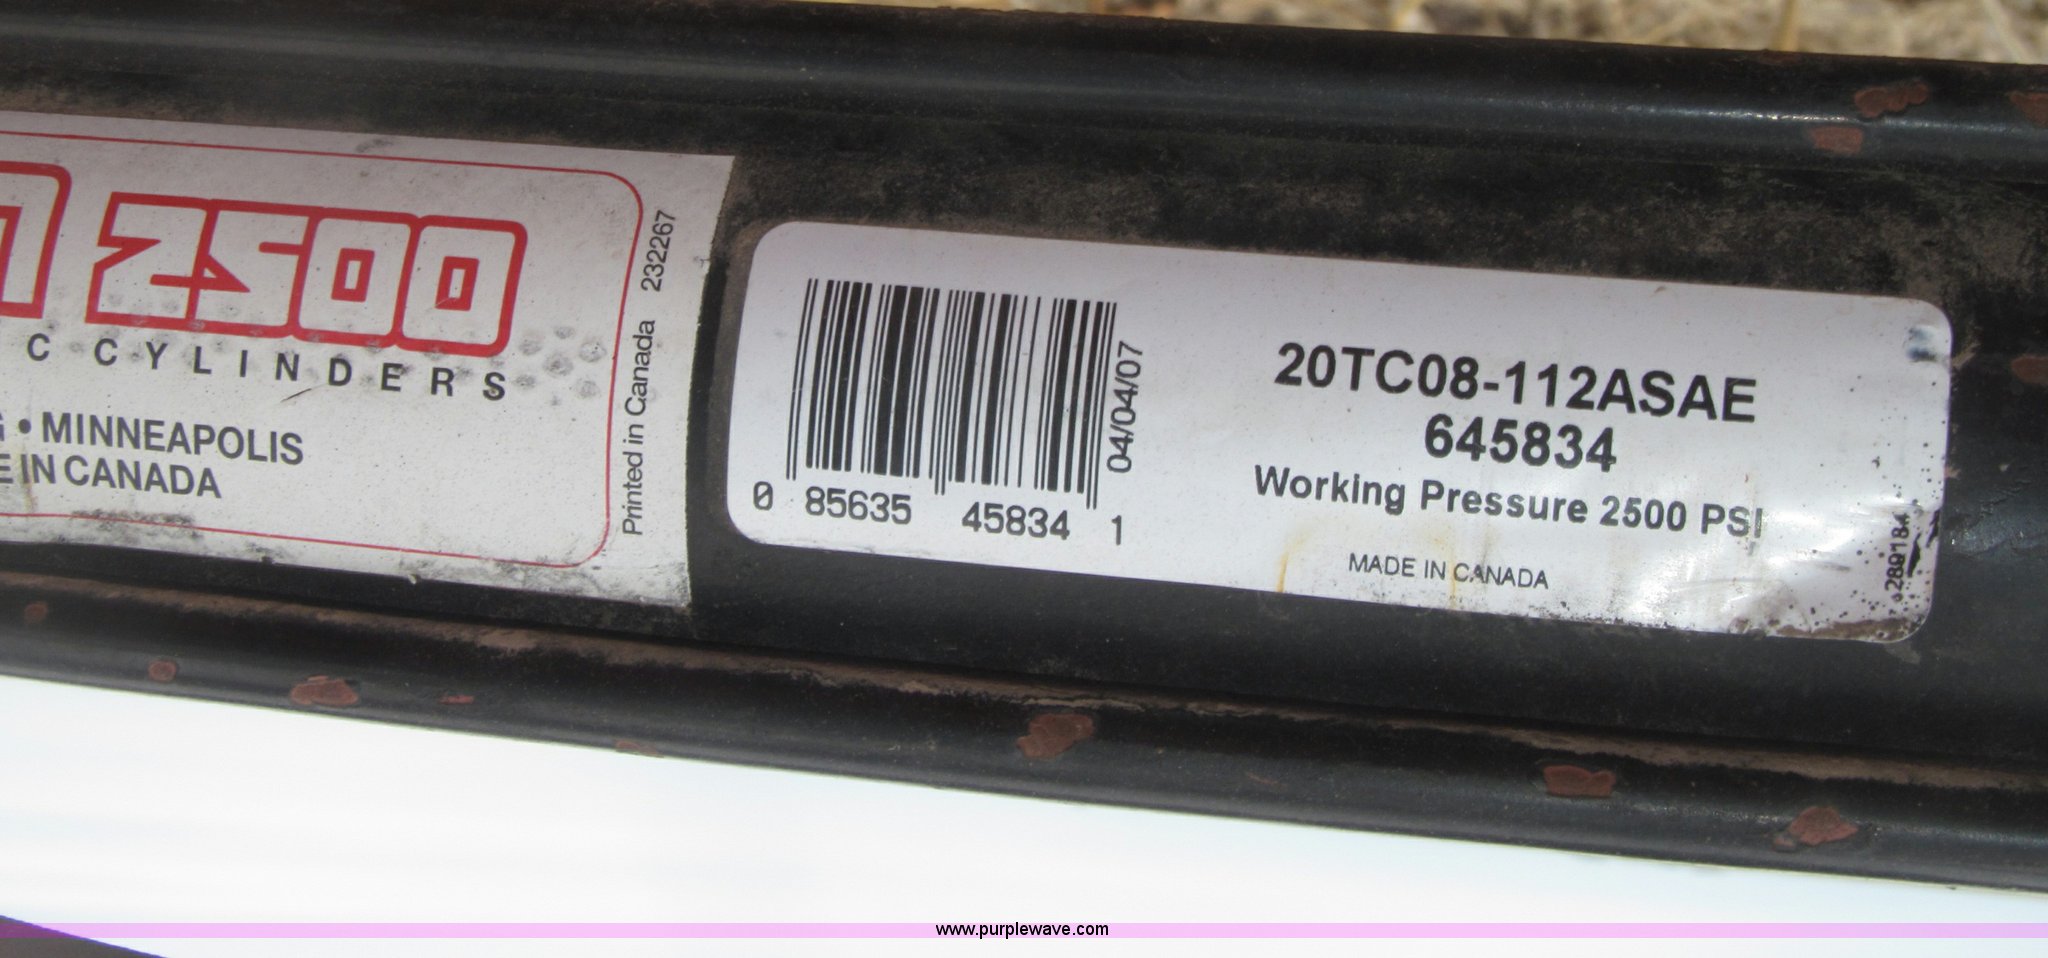 2500
C CYLINDERS
• MINNEAPOLIS
E IN CANADA
Printed in Canada 232267
04/04/07
0 85635 45834 1
20TC08-112ASAE
645834
Working Pressure 2500 PSI
MADE IN CANADA
www.purplewave.com